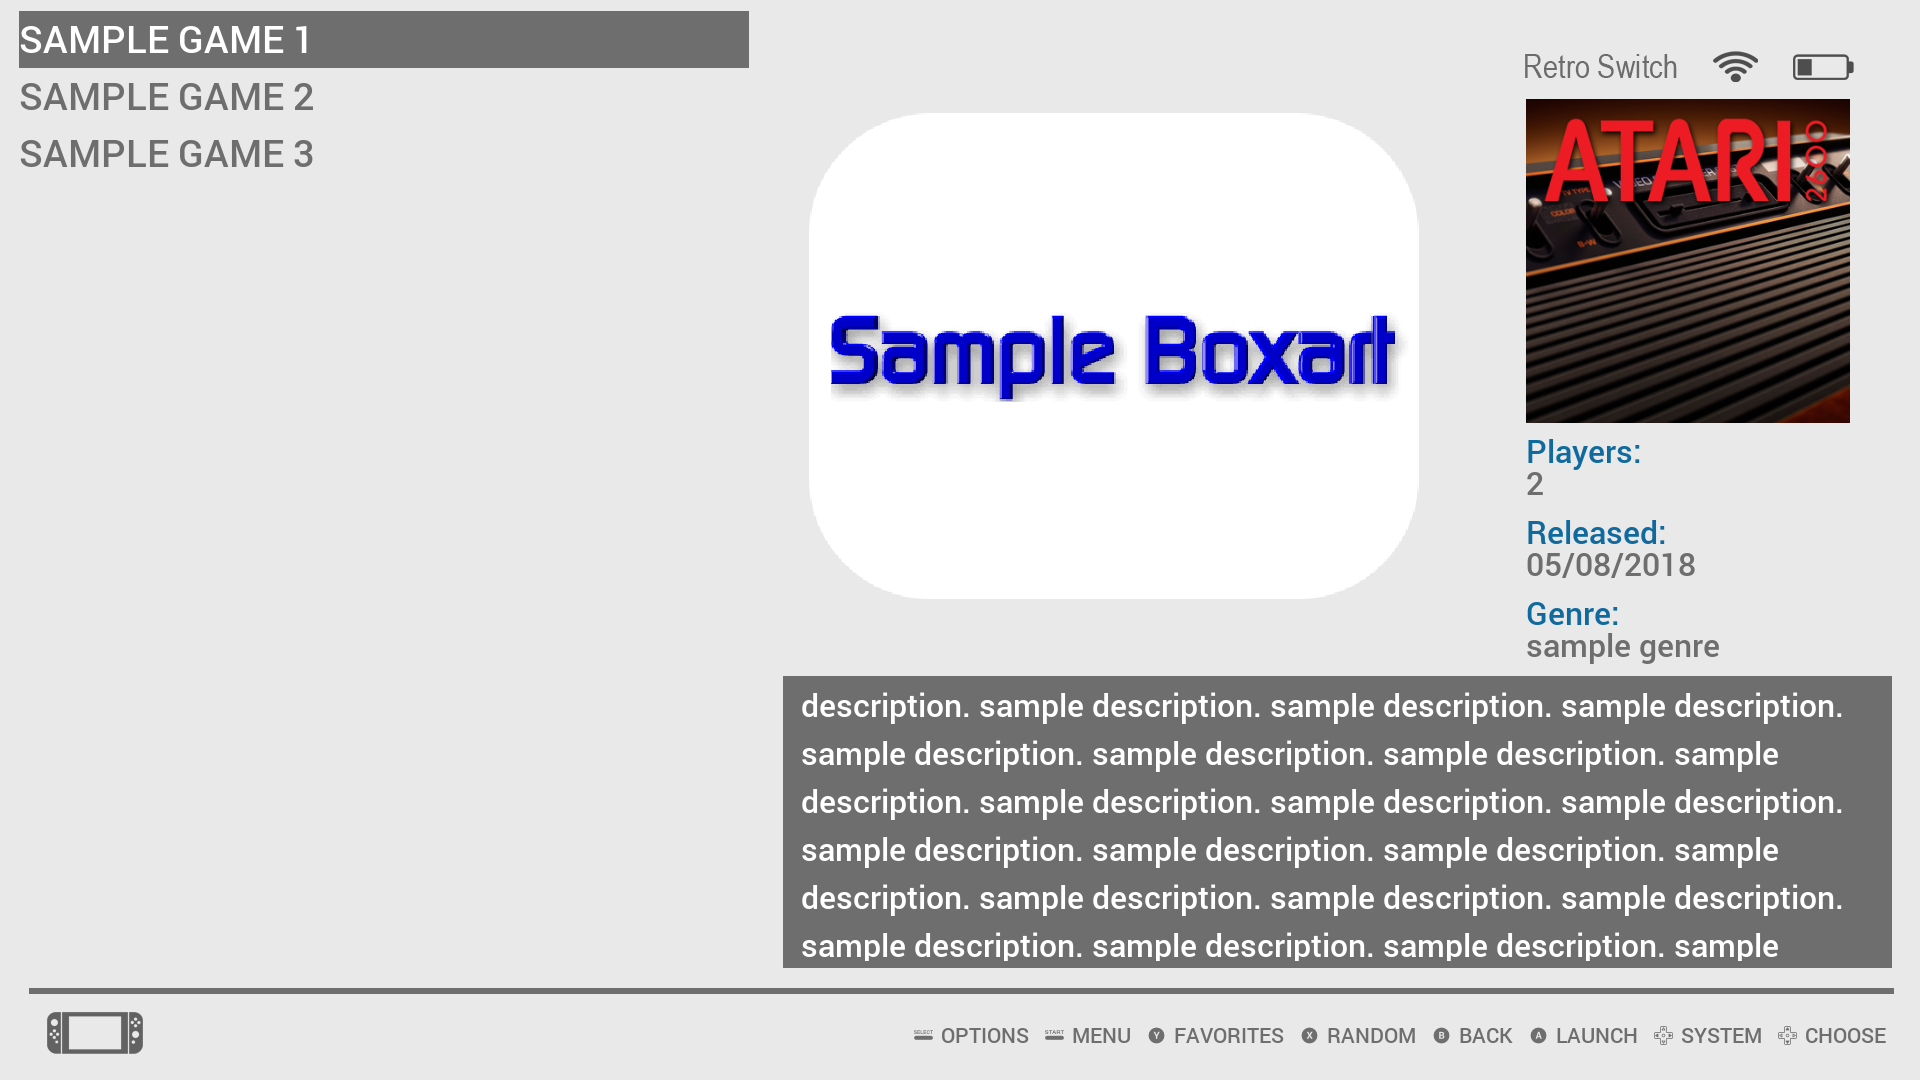 SAMPLE GAME 1
SAMPLE GAME 2
SAMPLE GAME 3
Retro Switch
ATARI 2600
TV TYPE
COLOR
B-W
Sample Boxart
Players:
2
Released:
05/08/2018
Genre:
sample genre
description. sample description. sample description. sample description.
sample description. sample description. sample description. sample
description. sample description. sample description. sample description.
sample description. sample description. sample description. sample
description. sample description. sample description. sample description.
sample description. sample description. sample description. sample
SELECT OPTIONS START MENU Y FAVORITES X RANDOM B BACK A LAUNCH SYSTEM CHOOSE